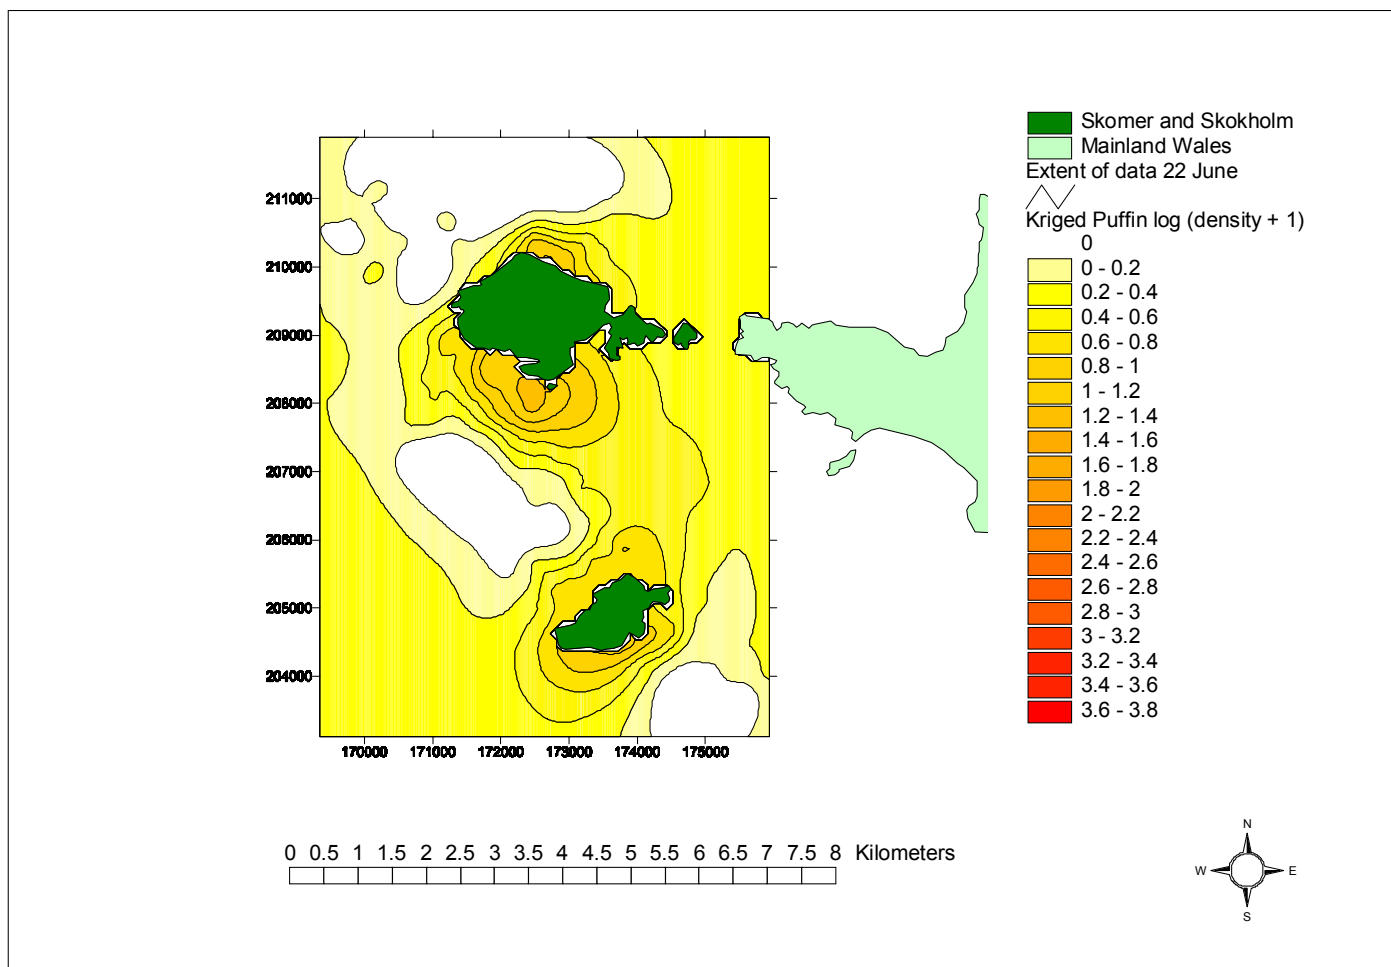 Skomer and Skokholm
Mainland Wales
Extent of data 22 June
Kriged Puffin log (density + 1)
0
0 - 0.2
0.2 - 0.4
0.4 - 0.6
0.6 - 0.8
0.8 - 1
1 - 1.2
1.2 - 1.4
1.4 - 1.6
1.6 - 1.8
1.8 - 2
2 - 2.2
2.2 - 2.4
2.4 - 2.6
2.6 - 2.8
2.8 - 3
3 - 3.2
3.2 - 3.4
3.4 - 3.6
3.6 - 3.8
211000
210000
209000
208000
207000
206000
205000
204000
170000 171000 172000 173000 174000 175000
0 0.5 1 1.5 2 2.5 3 3.5 4 4.5 5 5.5 6 6.5 7 7.5 8 Kilometers
N
W E
S